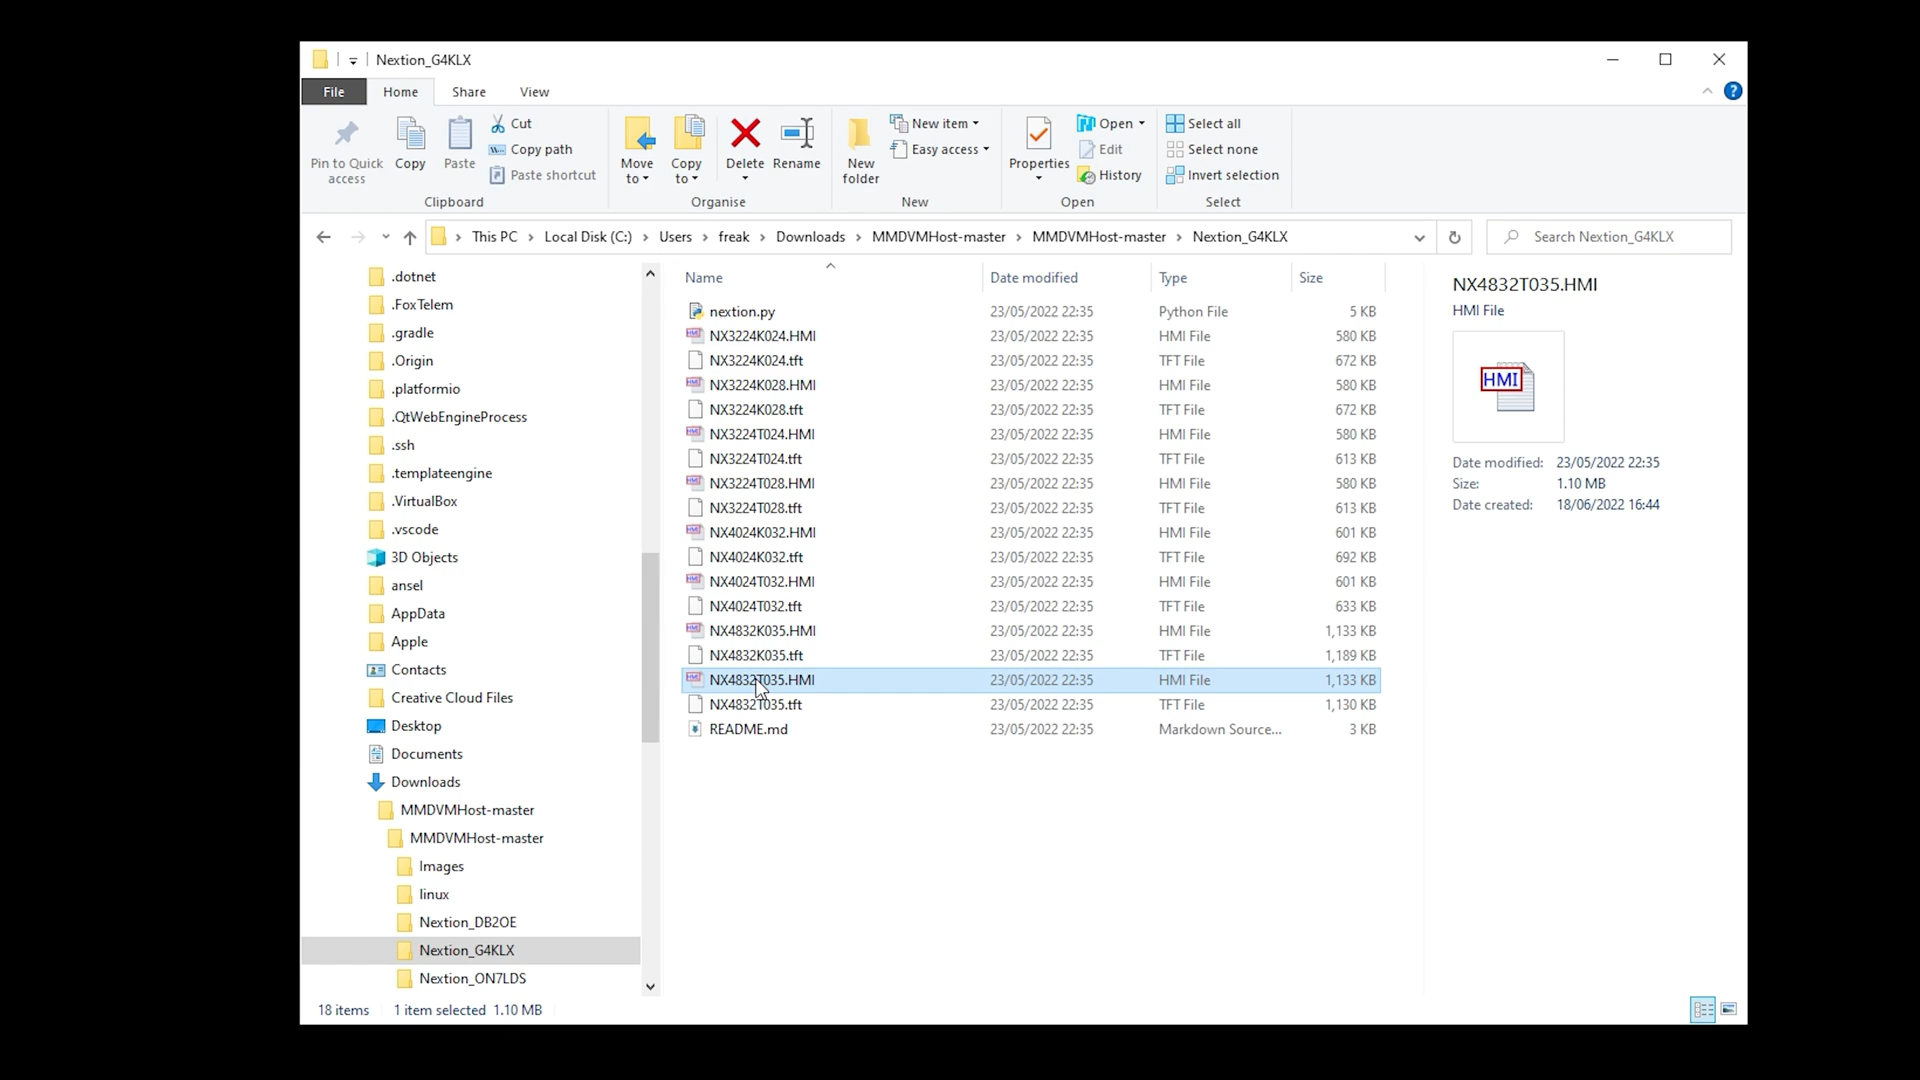 Nextion_G4KLX
File Home Share View
Pin to Quick access
Copy
Paste
Cut
Copy path
Paste shortcut
Clipboard
Move to
Copy to
Delete
Rename
Organise
New folder
New item
Easy access
New
Properties
Open
Edit
History
Open
Select all
Select none
Invert selection
Select
This PC > Local Disk (C:) > Users > freak > Downloads > MMDVMHost-master > MMDVMHost-master > Nextion_G4KLX
Search Nextion_G4KLX
.dotnet
.FoxTelem
.gradle
.Origin
.platformio
.QtWebEngineProcess
.ssh
.templateengine
.VirtualBox
.vscode
3D Objects
ansel
AppData
Apple
Contacts
Creative Cloud Files
Desktop
Documents
Downloads
MMDVMHost-master
MMDVMHost-master
Images
linux
Nextion_DB2OE
Nextion_G4KLX
Nextion_ON7LDS
Name Date modified Type Size
nextion.py 23/05/2022 22:35 Python File 5 KB
NX3224K024.HMI 23/05/2022 22:35 HMI File 580 KB
NX3224K024.tft 23/05/2022 22:35 TFT File 672 KB
NX3224K028.HMI 23/05/2022 22:35 HMI File 580 KB
NX3224K028.tft 23/05/2022 22:35 TFT File 672 KB
NX3224T024.HMI 23/05/2022 22:35 HMI File 580 KB
NX3224T024.tft 23/05/2022 22:35 TFT File 613 KB
NX3224T028.HMI 23/05/2022 22:35 HMI File 580 KB
NX3224T028.tft 23/05/2022 22:35 TFT File 613 KB
NX4024K032.HMI 23/05/2022 22:35 HMI File 601 KB
NX4024K032.tft 23/05/2022 22:35 TFT File 692 KB
NX4024T032.HMI 23/05/2022 22:35 HMI File 601 KB
NX4024T032.tft 23/05/2022 22:35 TFT File 633 KB
NX4832K035.HMI 23/05/2022 22:35 HMI File 1,133 KB
NX4832K035.tft 23/05/2022 22:35 TFT File 1,189 KB
NX4832T035.HMI 23/05/2022 22:35 HMI File 1,133 KB
NX4832T035.tft 23/05/2022 22:35 TFT File 1,130 KB
README.md 23/05/2022 22:35 Markdown Source... 3 KB
NX4832T035.HMI
HMI File
HMI
Date modified: 23/05/2022 22:35
Size: 1.10 MB
Date created: 18/06/2022 16:44
18 items 1 item selected 1.10 MB